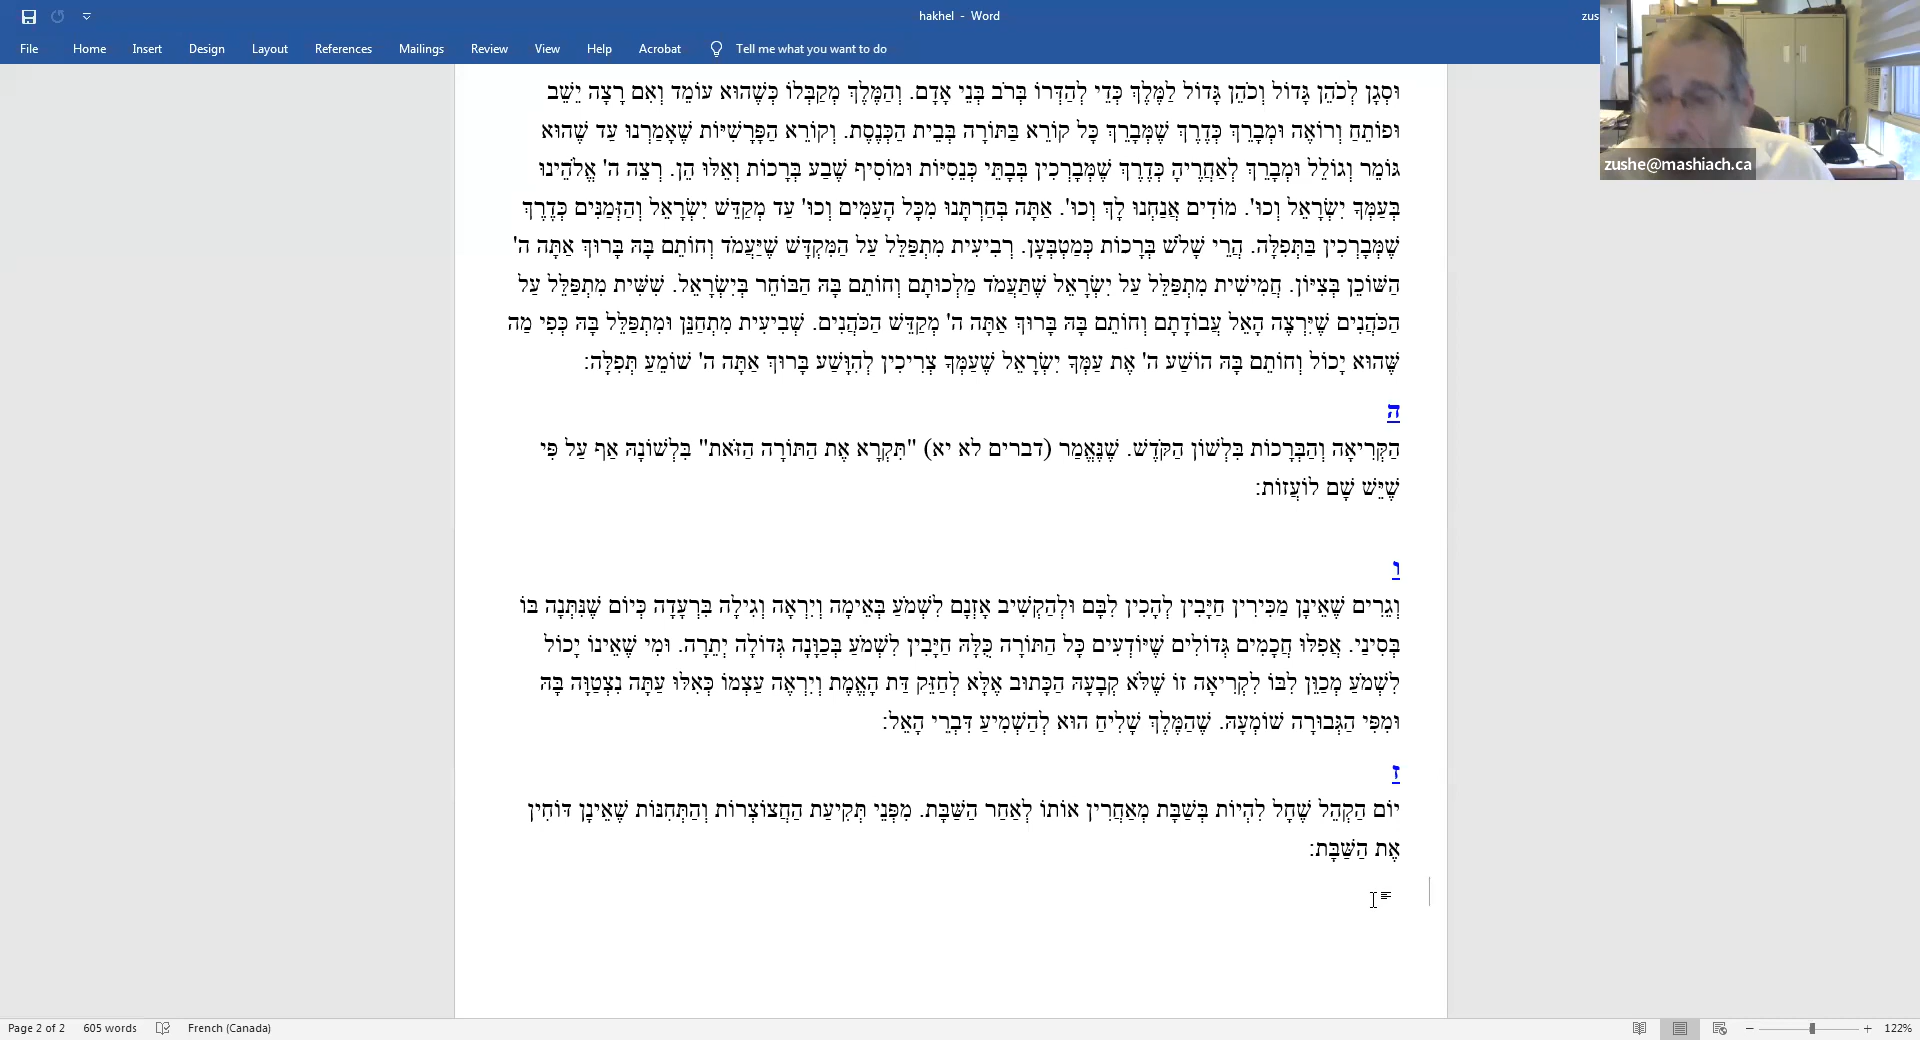 hakhel - Word
zus
File Home Insert Design Layout References Mailings Review View Help Acrobat Tell me what you want to do
zushe@mashiach.ca
וּסְגָן לְכֹהֵן גָּדוֹל וְכֹהֵן גָּדוֹל לַמֶּלֶךְ כְּדֵי לְהַדְּרוֹ בְּרֹב בְּנֵי אָדָם. וְהַמֶּלֶךְ מְקַבְּלוֹ כְּשֶׁהוּא עוֹמֵד וְאִם רָצָה יֵשֵׁב
וּפוֹתֵחַ וְרוֹאֶה וּמְבָרֵךְ כְּדֶרֶךְ שֶׁמְּבָרֵךְ כָּל קוֹרֵא בַּתּוֹרָה בְּבֵית הַכְּנֶסֶת. וְקוֹרֵא הַפָּרָשִׁיּוֹת שֶׁאָמַרְנוּ עַד שֶׁהוּא
גּוֹמֵר וְגוֹלֵל וּמְבָרֵךְ לְאַחֲרֶיהָ כְּדֶרֶךְ שֶׁמְּבָרְכִין בְּבָתֵּי כְּנֵסִיּוֹת וּמוֹסִיף שֶׁבַע בְּרָכוֹת וְאֵלּוּ הֵן. רְצֵה ה' אֱלֹהֵינוּ
בְּעַמְּךָ יִשְׂרָאֵל וְכוּ'. מוֹדִים אֲנַחְנוּ לָךְ וְכוּ'. אַתָּה בְּחַרְתָּנוּ מִכָּל הָעַמִּים וְכוּ' עַד מְקַדֵּשׁ יִשְׂרָאֵל וְהַזְּמַנִּים כְּדֶרֶךְ
שֶׁמְּבָרְכִין בַּתְּפִלָּה. הֲרֵי שָׁלֹשׁ בְּרָכוֹת כְּמַטְבְּעָן. רְבִיעִית מִתְפַּלֵּל עַל הַמִּקְדָּשׁ שֶׁיַּעֲמֹד וְחוֹתֵם בָּהּ בָּרוּךְ אַתָּה ה'
הַשּׁוֹכֵן בְּצִיּוֹן. חֲמִישִׁית מִתְפַּלֵּל עַל יִשְׂרָאֵל שֶׁתַּעֲמֹד מַלְכוּתָם וְחוֹתֵם בָּהּ הַבּוֹחֵר בְּיִשְׂרָאֵל. שִׁשִּׁית מִתְפַּלֵּל עַל
הַכֹּהֲנִים שֶׁיִּרְצֶה הָאֵל עֲבוֹדָתָם וְחוֹתֵם בָּהּ בָּרוּךְ אַתָּה ה' מְקַדֵּשׁ הַכֹּהֲנִים. שְׁבִיעִית מִתְחַנֵּן וּמִתְפַּלֵּל בָּהּ כְּפִי מַה
שֶּׁהוּא יָכוֹל וְחוֹתֵם בָּהּ הוֹשַׁע ה' אֶת עַמְּךָ יִשְׂרָאֵל שֶׁעַמְּךָ צְרִיכִין לְהִוָּשַׁע בָּרוּךְ אַתָּה ה' שׁוֹמֵעַ תְּפִלָּה:
ה
הַקְּרִיאָה וְהַבְּרָכוֹת בִּלְשׁוֹן הַקֹּדֶשׁ. שֶׁנֶּאֱמַר (דברים לא יא) "תִּקְרָא אֶת הַתּוֹרָה הַזֹּאת" בִּלְשׁוֹנָהּ אַף עַל פִּי
שֶׁיֵּשׁ שָׁם לוֹעֲזוֹת:
ו
וְגֵרִים שֶׁאֵינָן מַכִּירִין חַיָּבִין לְהָכִין לִבָּם וּלְהַקְשִׁיב אָזְנָם לִשְׁמֹעַ בְּאֵימָה וְיִרְאָה וְגִילָה בִּרְעָדָה כְּיוֹם שֶׁנִּתְּנָה בּוֹ
בְּסִינַי. אֲפִלּוּ חֲכָמִים גְּדוֹלִים שֶׁיּוֹדְעִים כָּל הַתּוֹרָה כֻּלָּהּ חַיָּבִין לִשְׁמֹעַ בְּכַוָּנָה גְּדוֹלָה יְתֵרָה. וּמִי שֶׁאֵינוֹ יָכוֹל
לִשְׁמֹעַ מְכַוֵּן לִבּוֹ לִקְרִיאָה זוֹ שֶׁלֹּא קְבָעָהּ הַכָּתוּב אֶלָּא לְחַזֵּק דַּת הָאֱמֶת וְיִרְאֶה עַצְמוֹ כְּאִלּוּ עַתָּה נִצְטַוָּה בָּהּ
וּמִפִּי הַגְּבוּרָה שׁוֹמְעָהּ. שֶׁהַמֶּלֶךְ שָׁלִיחַ הוּא לְהַשְׁמִיעַ דִּבְרֵי הָאֵל:
ז
יוֹם הַקְהֵל שֶׁחָל לִהְיוֹת בְּשַׁבָּת מְאַחֲרִין אוֹתוֹ לְאַחַר הַשַּׁבָּת. מִפְּנֵי תְּקִיעַת הַחֲצוֹצְרוֹת וְהַתְּחִנּוֹת שֶׁאֵינָן דּוֹחִין
אֶת הַשַּׁבָּת:
Page 2 of 2 605 words French (Canada) 122%